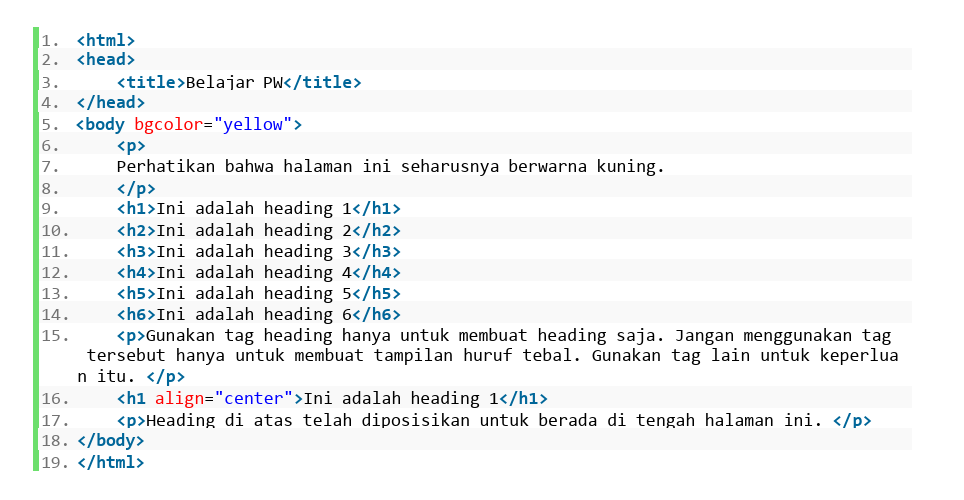 1. <html>
2. <head>
3.     <title>Belajar PW</title>
4. </head>
5. <body bgcolor="yellow">
6.     <p>
7.     Perhatikan bahwa halaman ini seharusnya berwarna kuning.
8.     </p>
9.     <h1>Ini adalah heading 1</h1>
10.     <h2>Ini adalah heading 2</h2>
11.     <h3>Ini adalah heading 3</h3>
12.     <h4>Ini adalah heading 4</h4>
13.     <h5>Ini adalah heading 5</h5>
14.     <h6>Ini adalah heading 6</h6>
15.     <p>Gunakan tag heading hanya untuk membuat heading saja. Jangan menggunakan tag
tersebut hanya untuk membuat tampilan huruf tebal. Gunakan tag lain untuk keperlua
n itu. </p>
16.     <h1 align="center">Ini adalah heading 1</h1>
17.     <p>Heading di atas telah diposisikan untuk berada di tengah halaman ini. </p>
18. </body>
19. </html>